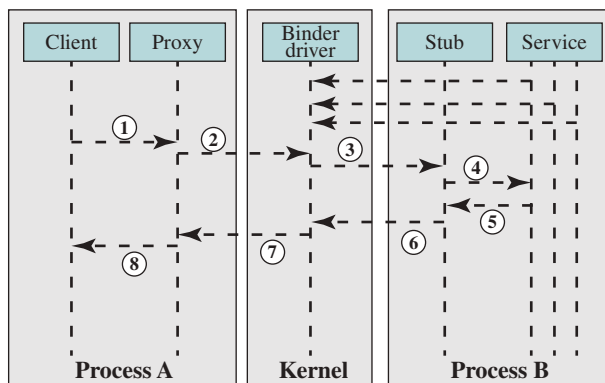 Client
Proxy
Binder
driver
Stub
Service
1
2
3
4
5
6
7
8
Process A
Kernel
Process B